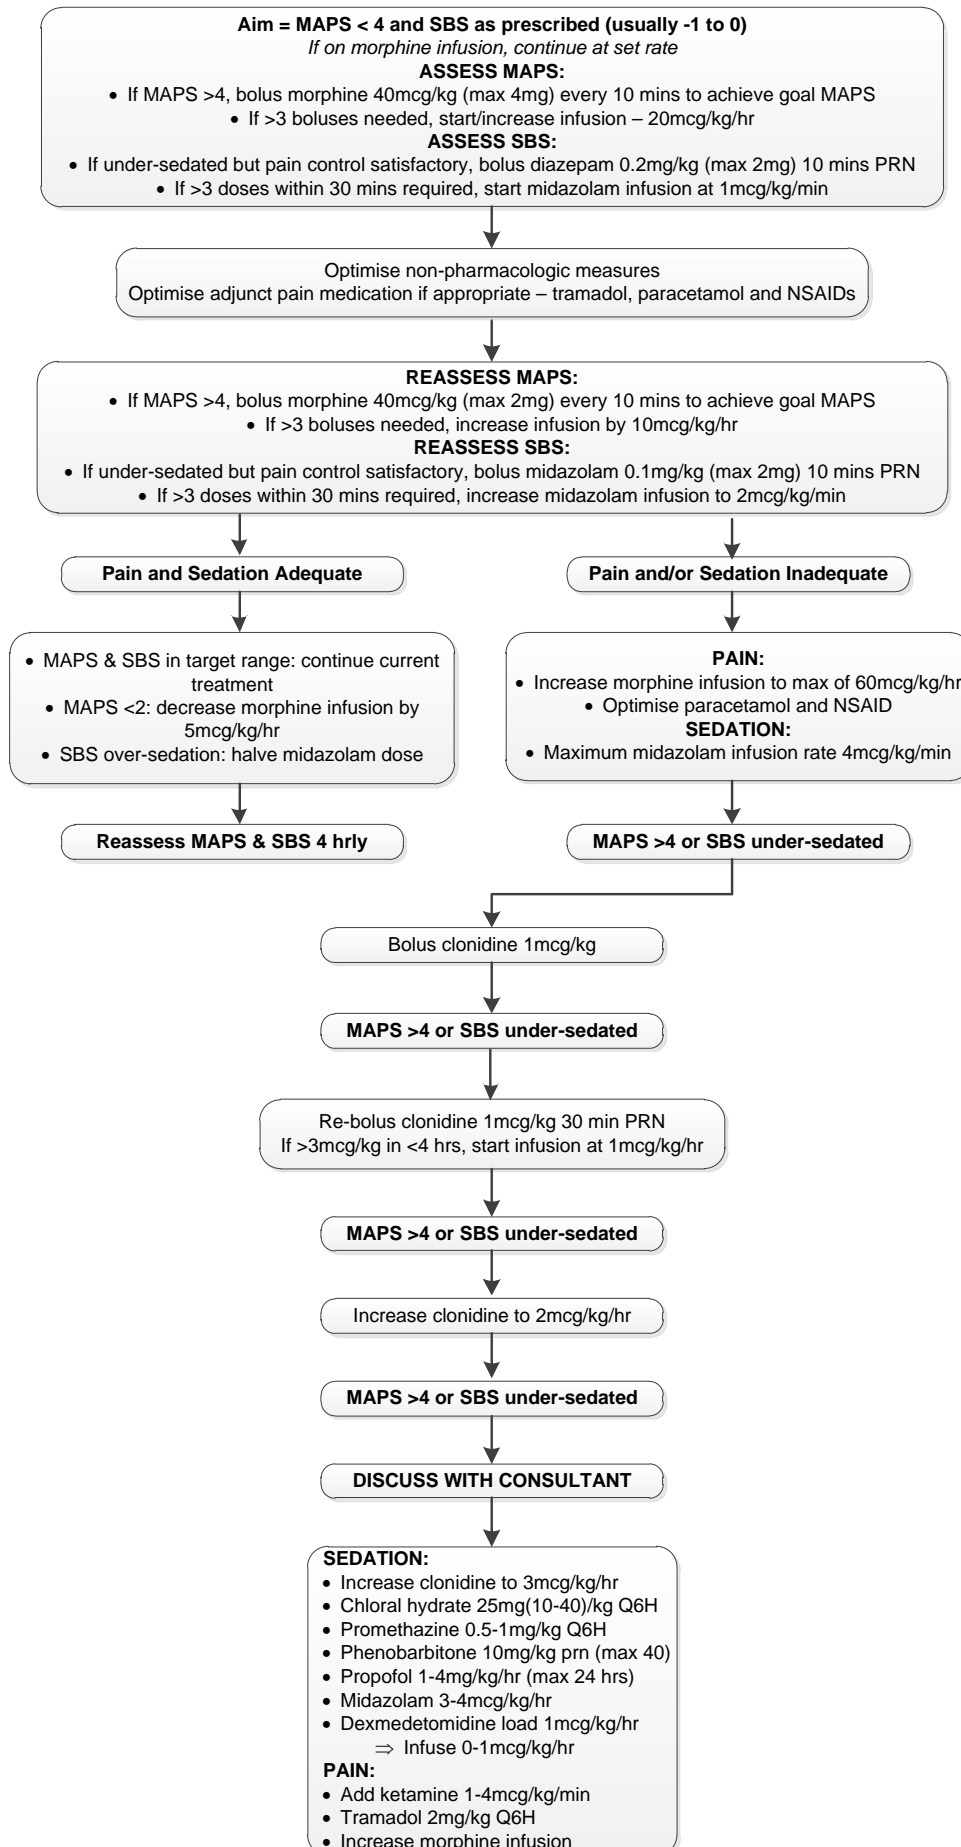 Aim = MAPS < 4 and SBS as prescribed (usually -1 to 0)
If on morphine infusion, continue at set rate
ASSESS MAPS:
• If MAPS >4, bolus morphine 40mcg/kg (max 4mg) every 10 mins to achieve goal MAPS
• If >3 boluses needed, start/increase infusion – 20mcg/kg/hr
ASSESS SBS:
• If under-sedated but pain control satisfactory, bolus diazepam 0.2mg/kg (max 2mg) 10 mins PRN
• If >3 doses within 30 mins required, start midazolam infusion at 1mcg/kg/min
Optimise non-pharmacologic measures
Optimise adjunct pain medication if appropriate – tramadol, paracetamol and NSAIDs
REASSESS MAPS:
• If MAPS >4, bolus morphine 40mcg/kg (max 2mg) every 10 mins to achieve goal MAPS
• If >3 boluses needed, increase infusion by 10mcg/kg/hr
REASSESS SBS:
• If under-sedated but pain control satisfactory, bolus midazolam 0.1mg/kg (max 2mg) 10 mins PRN
• If >3 doses within 30 mins required, increase midazolam infusion to 2mcg/kg/min
Pain and Sedation Adequate
• MAPS & SBS in target range: continue current
treatment
• MAPS <2: decrease morphine infusion by
5mcg/kg/hr
• SBS over-sedation: halve midazolam dose
Reassess MAPS & SBS 4 hrly
Pain and/or Sedation Inadequate
PAIN:
• Increase morphine infusion to max of 60mcg/kg/hr
• Optimise paracetamol and NSAID
SEDATION:
• Maximum midazolam infusion rate 4mcg/kg/min
MAPS >4 or SBS under-sedated
Bolus clonidine 1mcg/kg
MAPS >4 or SBS under-sedated
Re-bolus clonidine 1mcg/kg 30 min PRN
If >3mcg/kg in <4 hrs, start infusion at 1mcg/kg/hr
MAPS >4 or SBS under-sedated
Increase clonidine to 2mcg/kg/hr
MAPS >4 or SBS under-sedated
DISCUSS WITH CONSULTANT
SEDATION:
• Increase clonidine to 3mcg/kg/hr
• Chloral hydrate 25mg(10-40)/kg Q6H
• Promethazine 0.5-1mg/kg Q6H
• Phenobarbitone 10mg/kg prn (max 40)
• Propofol 1-4mg/kg/hr (max 24 hrs)
• Midazolam 3-4mcg/kg/hr
• Dexmedetomidine load 1mcg/kg/hr
⇒ Infuse 0-1mcg/kg/hr
PAIN:
• Add ketamine 1-4mcg/kg/min
• Tramadol 2mg/kg Q6H
• Increase morphine infusion